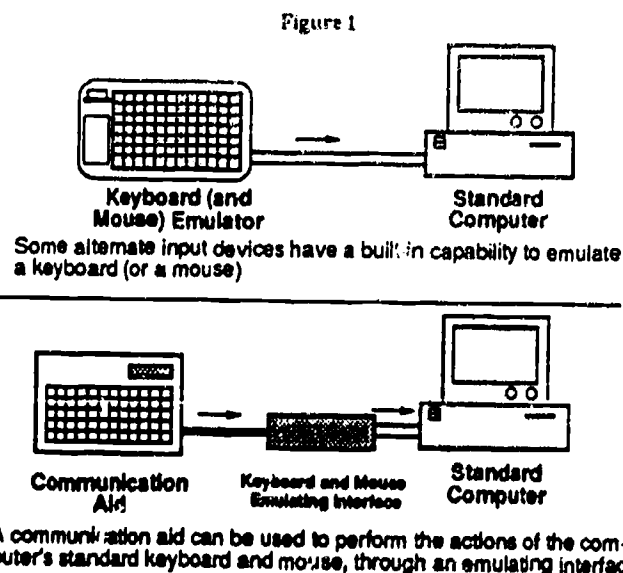 Figure 1
Keyboard (and
Mouse) Emulator
Standard
Computer
Some alternate input devices have a built-in capability to emulate
a keyboard (or a mouse)
Communication
Aid
Keyboard and Mouse
Emulating Interface
Standard
Computer
A communication aid can be used to perform the actions of the com-
puter's standard keyboard and mouse, through an emulating interfac